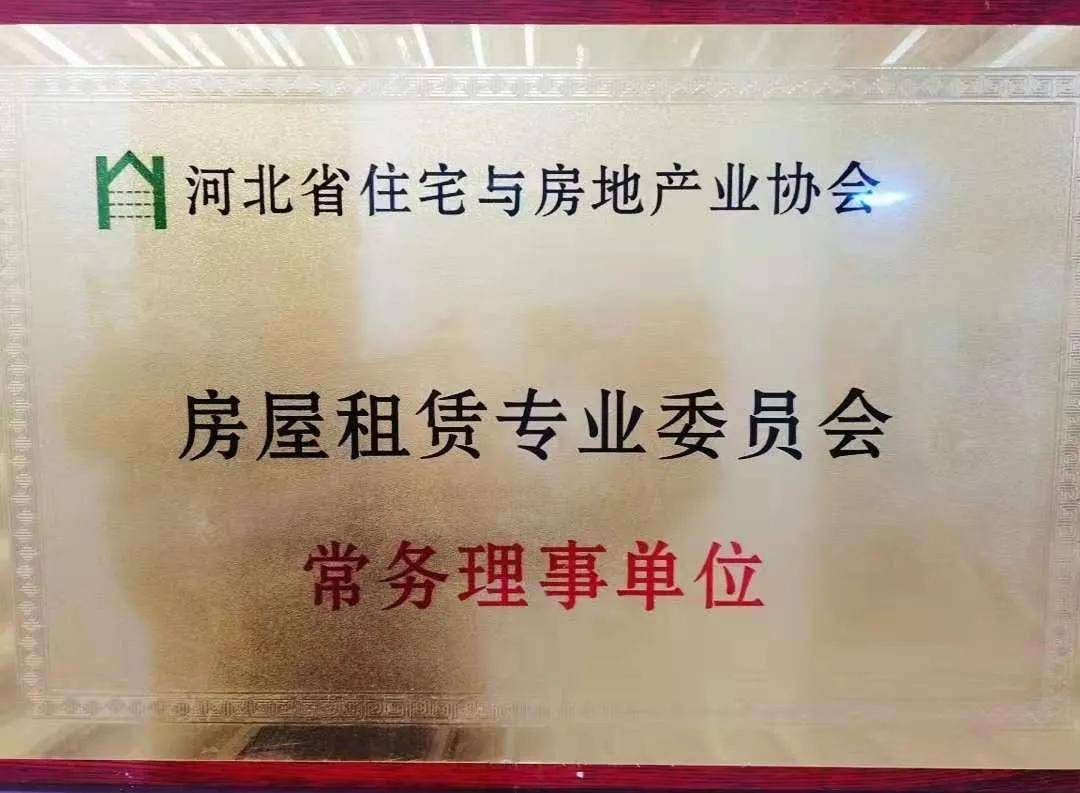 河北省住宅与房地产业协会
房屋租赁专业委员会
常务理事单位